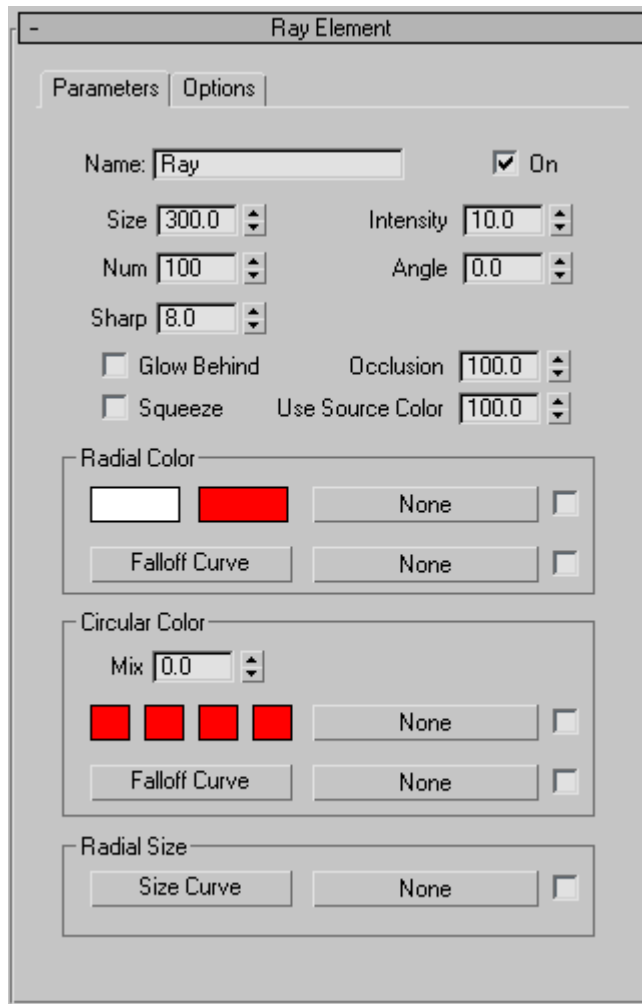 - Ray Element
Parameters Options
Name: Ray On
Size 300.0 Intensity 10.0
Num 100 Angle 0.0
Sharp 8.0
Glow Behind Occlusion 100.0
Squeeze Use Source Color 100.0
Radial Color
None
Falloff Curve None
Circular Color
Mix 0.0
None
Falloff Curve None
Radial Size
Size Curve None